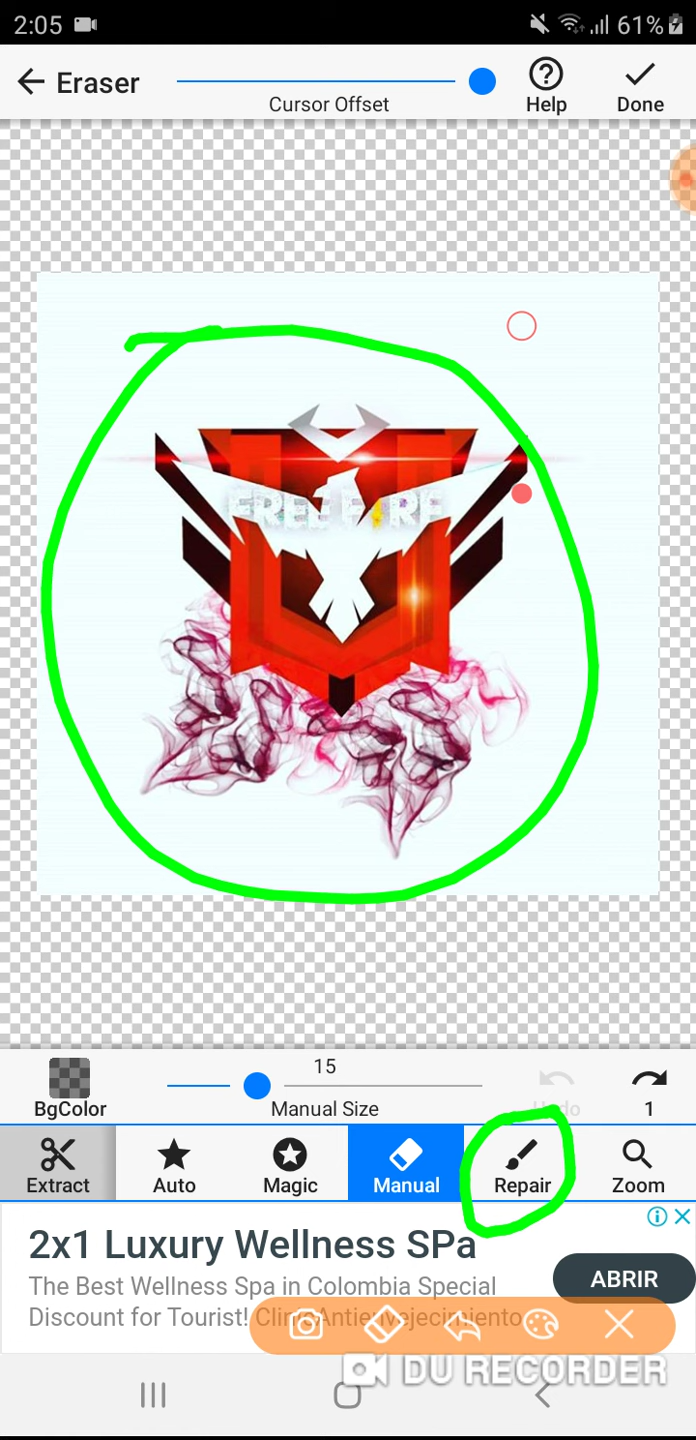 2:05 61%
Eraser
Cursor Offset
Help
Done
FREE FIRE
15
BgColor
Manual Size
Undo
1
Extract
Auto
Magic
Manual
Repair
Zoom
2x1 Luxury Wellness SPa
The Best Wellness Spa in Colombia Special
Discount for Tourist! ClinicAntienvejecimiento
ABRIR
DU RECORDER